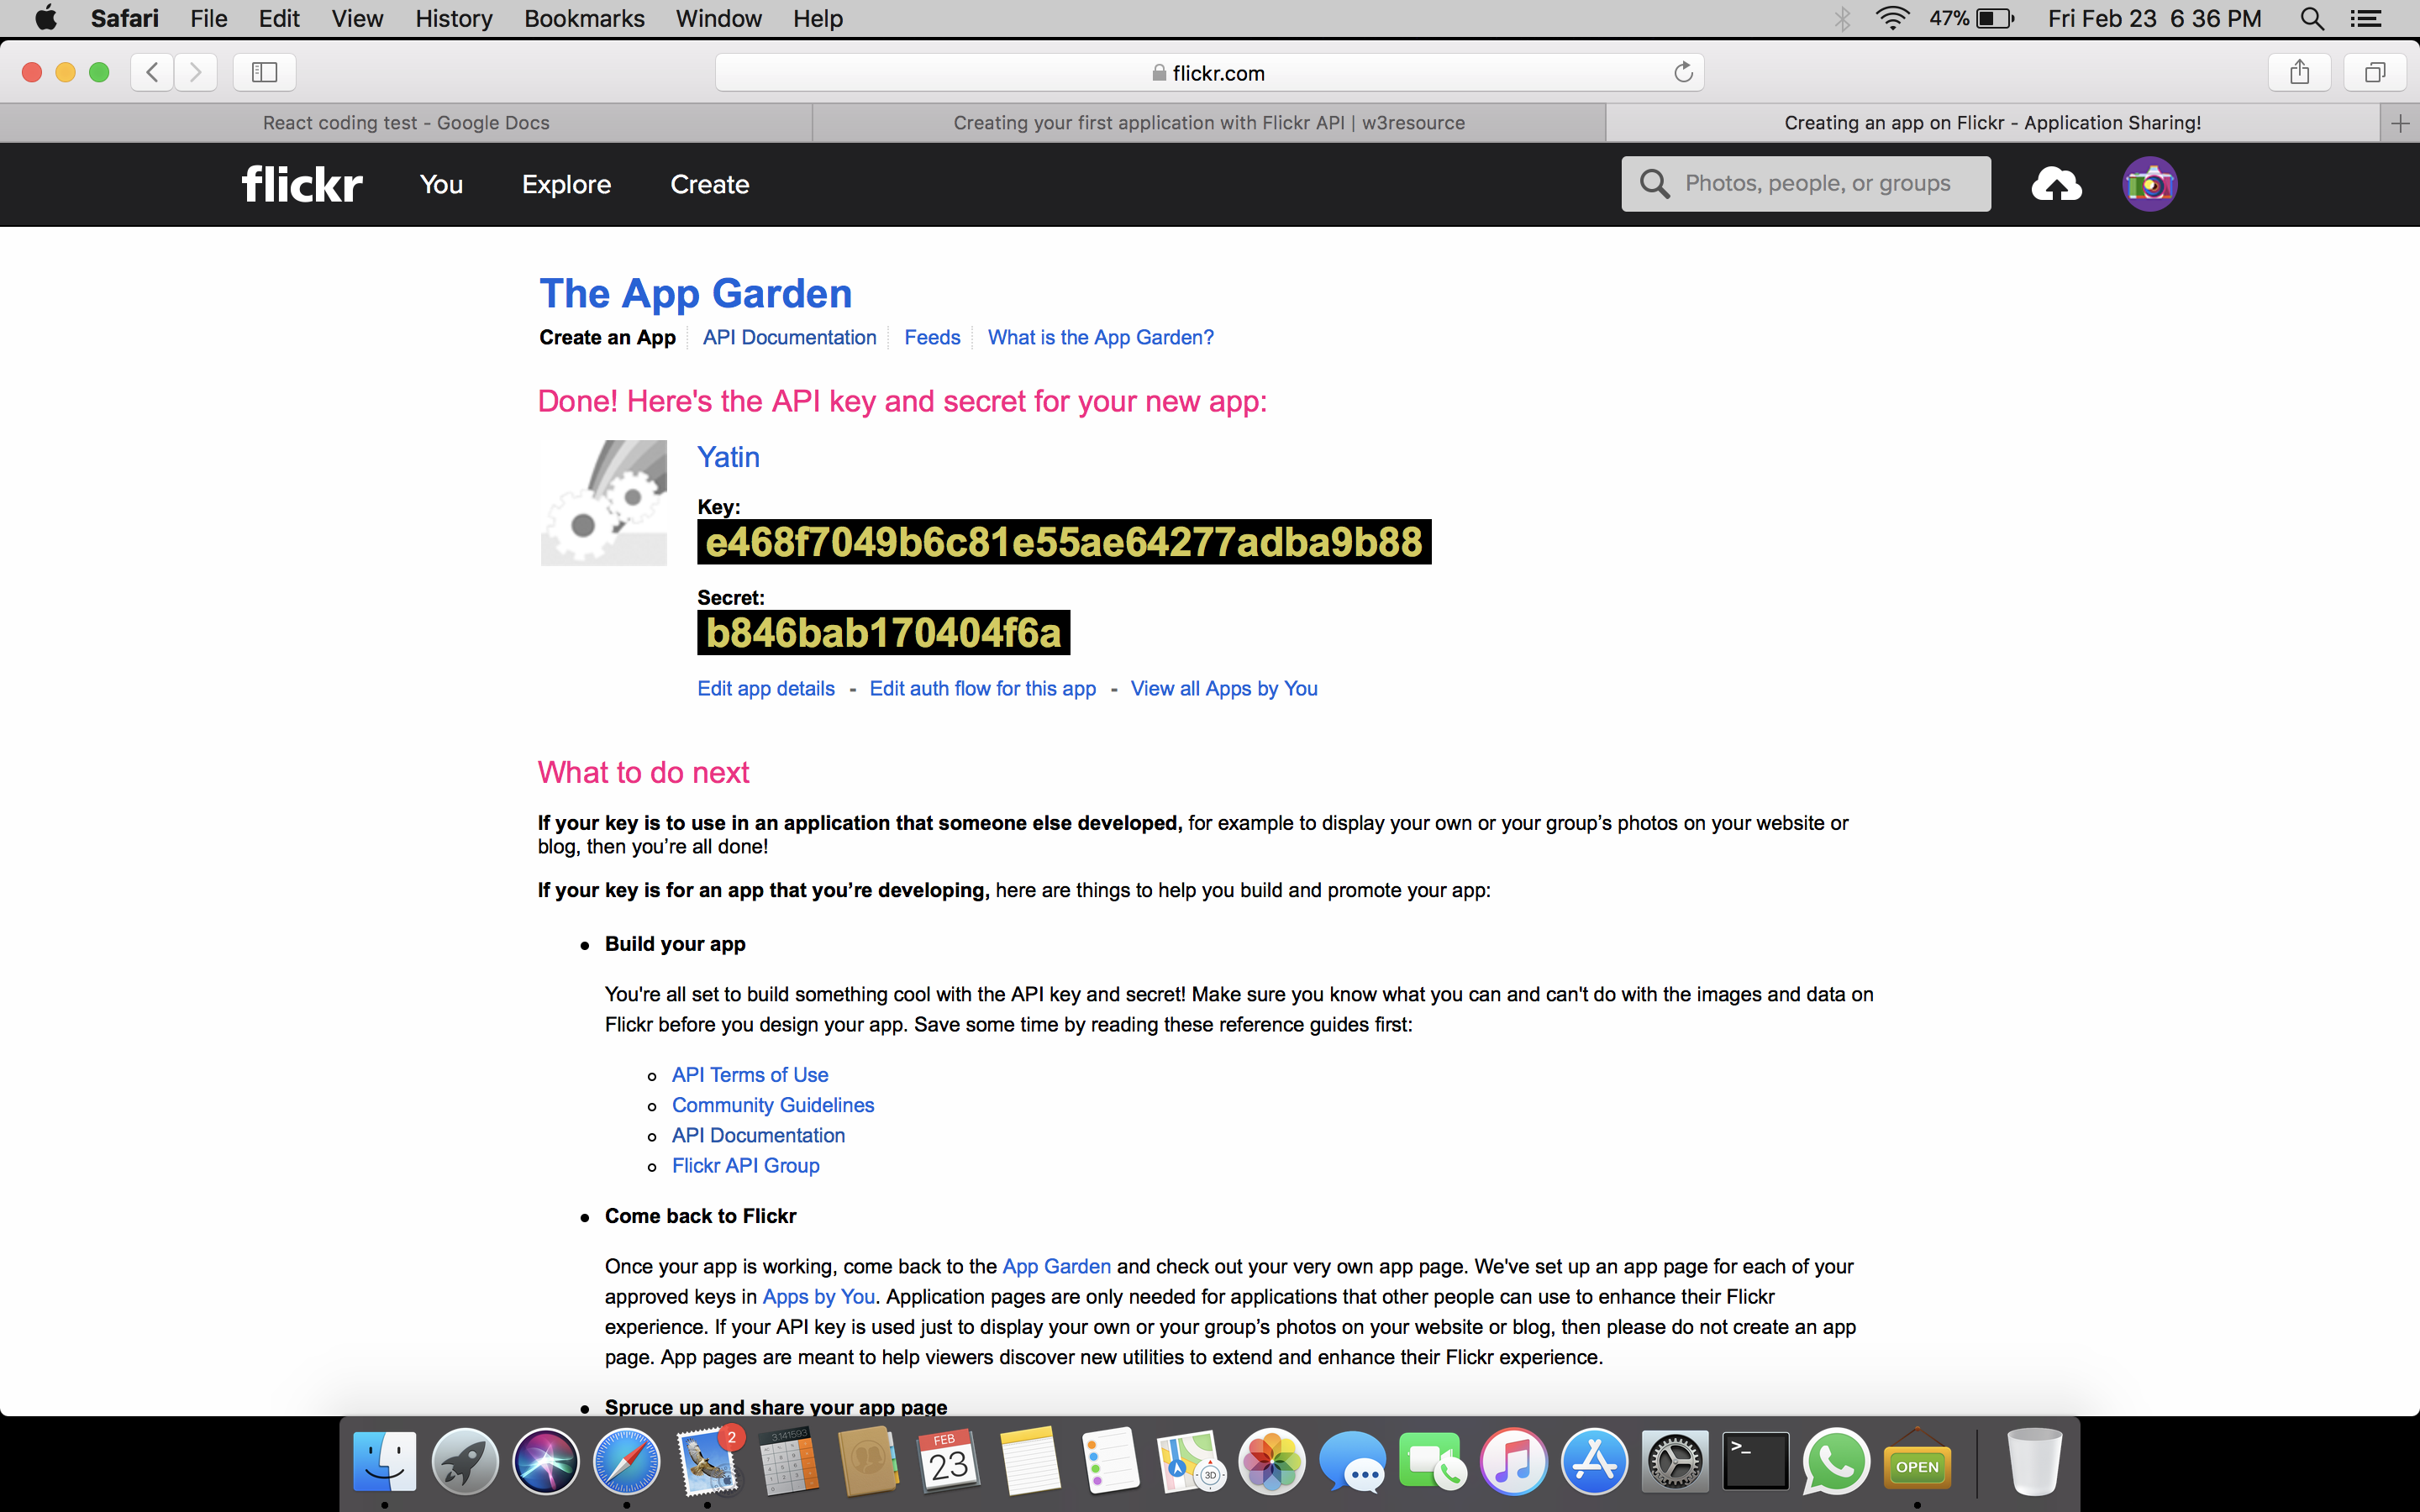 Safari File Edit View History Bookmarks Window Help 47% Fri Feb 23 6 36 PM
flickr.com
React coding test - Google Docs
Creating your first application with Flickr API | w3resource
Creating an app on Flickr - Application Sharing!
flickr You Explore Create Photos, people, or groups
The App Garden
Create an App API Documentation Feeds What is the App Garden?
Done! Here's the API key and secret for your new app:
Yatin
Key:
e468f7049b6c81e55ae64277adba9b88
Secret:
b846bab170404f6a
Edit app details - Edit auth flow for this app - View all Apps by You
What to do next
If your key is to use in an application that someone else developed, for example to display your own or your group’s photos on your website or
blog, then you’re all done!
If your key is for an app that you’re developing, here are things to help you build and promote your app:
Build your app
You're all set to build something cool with the API key and secret! Make sure you know what you can and can't do with the images and data on
Flickr before you design your app. Save some time by reading these reference guides first:
API Terms of Use
Community Guidelines
API Documentation
Flickr API Group
Come back to Flickr
Once your app is working, come back to the App Garden and check out your very own app page. We've set up an app page for each of your
approved keys in Apps by You. Application pages are only needed for applications that other people can use to enhance their Flickr
experience. If your API key is used just to display your own or your group’s photos on your website or blog, then please do not create an app
page. App pages are meant to help viewers discover new utilities to extend and enhance their Flickr experience.
Spruce up and share your app page
2
3.141593
FEB
23
3D
>_
OPEN